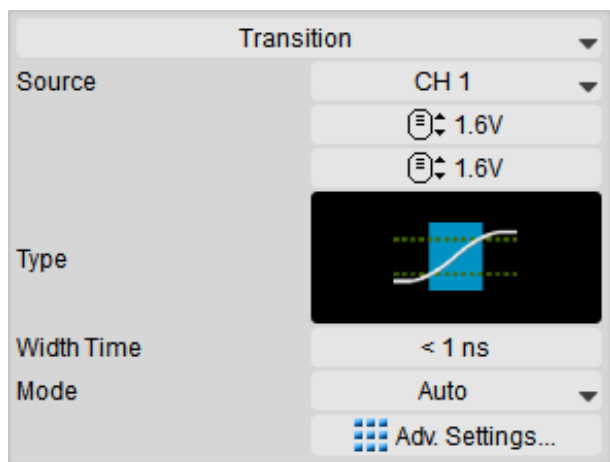 Transition
Source
CH 1
1.6V
1.6V
Type
Width Time
< 1 ns
Mode
Auto
Adv. Settings...